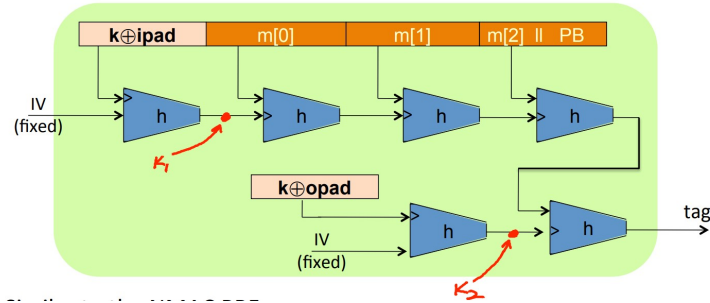 k⊕ipad m[0] m[1] m[2] ll PB
IV
(fixed)
h
h
h
h
K1
k⊕opad
IV
(fixed)
h
h
tag
K2